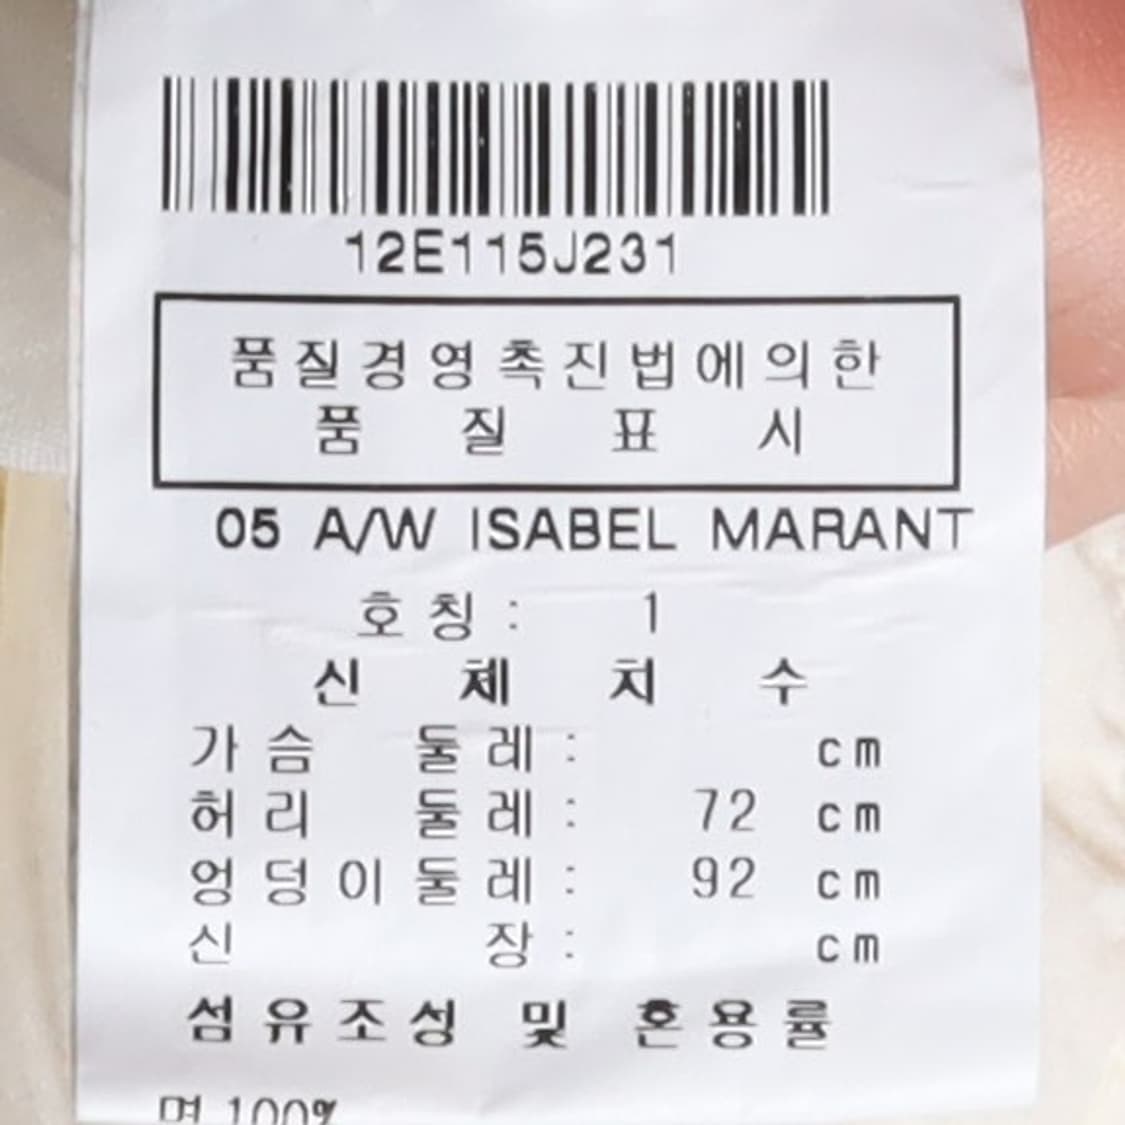 12E115J231
품질경영촉진법에의한
품 질 표 시
05 A/W ISABEL MARANT
호칭: 1
신 체 치 수
가슴 둘레: cm
허리 둘레: 72 cm
엉덩이둘레: 92 cm
신 장: cm
섬유조성 및 혼용률
면 100%